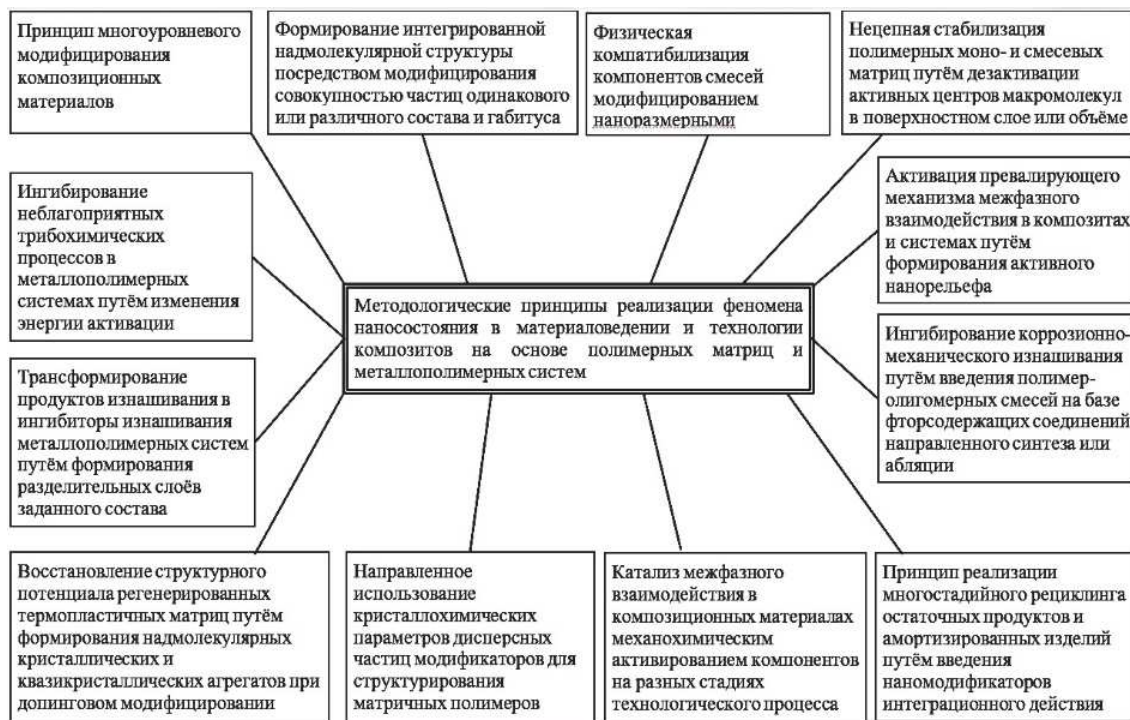 Принцип многоуровневого
модифицирования
композиционных
материалов
Формирование интегрированной
надмолекулярной структуры
посредством модифицирования
совокупностью частиц одинакового
или различного состава и габитуса
Физическая
компатибилизация
компонентов смесей
модифицированием
наноразмерными
Нецепная стабилизация
полимерных моно- и смесевых
матриц путём дезактивации
активных центров макромолекул
в поверхностном слое или объёме
Ингибирование
неблагоприятных
трибохимических
процессов в
металлополимерных
системах путём изменения
энергии активации
Активация превалирующего
механизма межфазного
взаимодействия в композитах
и системах путём
формирования активного
нанорельефа
Методологические принципы реализации феномена
наносостояния в материаловедении и технологии
композитов на основе полимерных матриц и
металлополимерных систем
Трансформирование
продуктов изнашивания в
ингибиторы изнашивания
металлополимерных систем
путём формирования
разделительных слоёв
заданного состава
Ингибирование коррозионно-
механического изнашивания
путём введения полимер-
олигомерных смесей на базе
фторсодержащих соединений
направленного синтеза или
абляции
Восстановление структурного
потенциала регенерированных
термопластичных матриц путём
формирования надмолекулярных
кристаллических и
квазикристаллических агрегатов при
допинговом модифицировании
Направленное
использование
кристаллохимических
параметров дисперсных
частиц модификаторов для
структурирования
матричных полимеров
Катализ межфазного
взаимодействия в
композиционных материалах
механохимическим
активированием компонентов
на разных стадиях
технологического процесса
Принцип реализации
многостадийного рециклинга
остаточных продуктов и
амортизированных изделий
путём введения
наномодификаторов
интеграционного действия